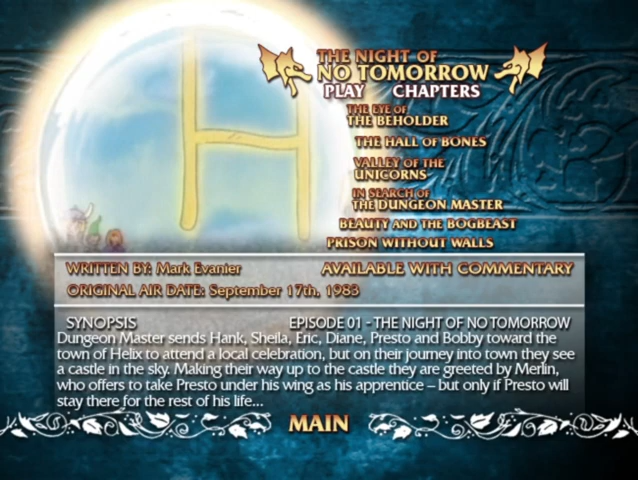 H
THE NIGHT OF
NO TOMORROW
PLAY CHAPTERS
THE EYE OF
THE BEHOLDER
THE HALL OF BONES
VALLEY OF THE
UNICORNS
IN SEARCH OF
THE DUNGEON MASTER
BEAUTY AND THE BOGBEAST
PRISON WITHOUT WALLS
WRITTEN BY: Mark Evanier AVAILABLE WITH COMMENTARY
ORIGINAL AIR DATE: September 17th, 1983
SYNOPSIS EPISODE 01 - THE NIGHT OF NO TOMORROW
Dungeon Master sends Hank, Sheila, Eric, Diane, Presto and Bobby toward the
town of Helix to attend a local celebration, but on their journey into town they see
a castle in the sky. Making their way up to the castle they are greeted by Merlin,
who offers to take Presto under his wing as his apprentice – but only if Presto will
stay there for the rest of his life...
MAIN